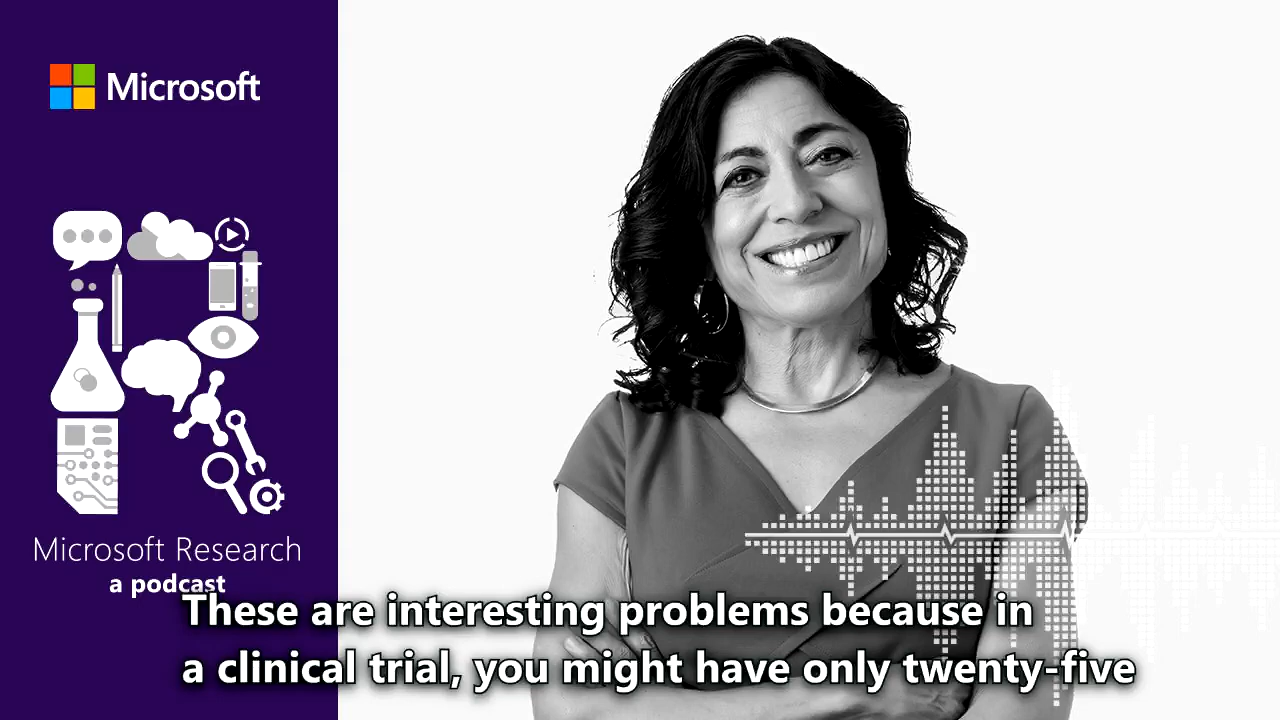 Microsoft
Microsoft Research
a podcast
These are interesting problems because in
a clinical trial, you might have only twenty-five